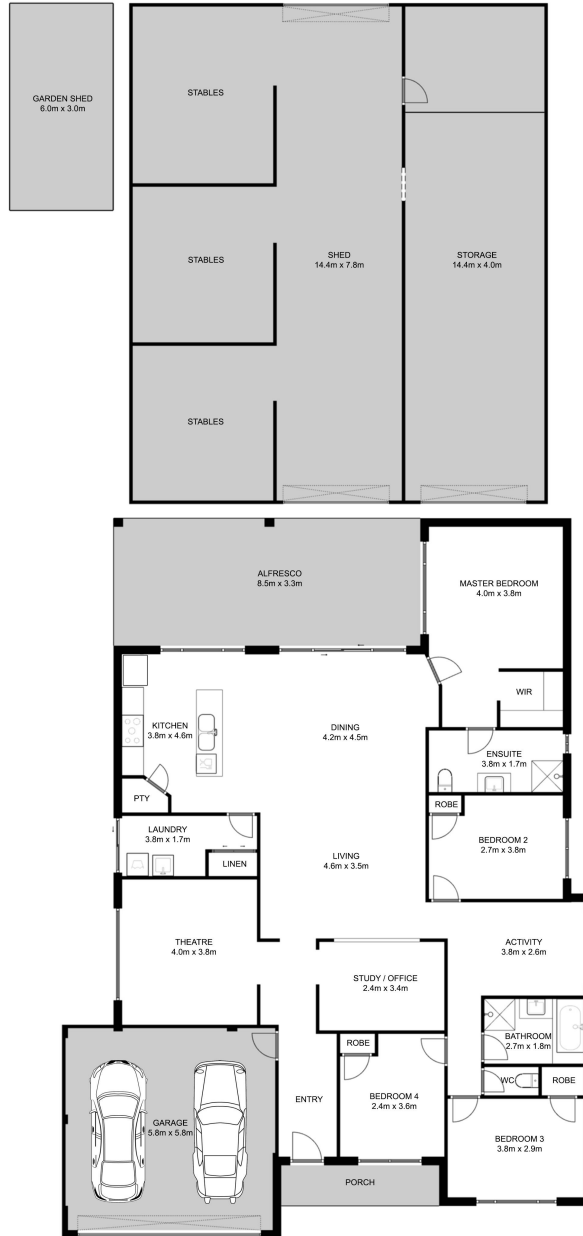 GARDEN SHED
6.0m x 3.0m
STABLES
STABLES
SHED
14.4m x 7.8m
STORAGE
14.4m x 4.0m
STABLES
ALFRESCO
8.5m x 3.3m
MASTER BEDROOM
4.0m x 3.8m
WIR
KITCHEN
3.8m x 4.6m
DINING
4.2m x 4.5m
ENSUITE
3.8m x 1.7m
PTY
ROBE
LAUNDRY
3.8m x 1.7m
BEDROOM 2
2.7m x 3.8m
LINEN
LIVING
4.6m x 3.5m
THEATRE
4.0m x 3.8m
ACTIVITY
3.8m x 2.6m
STUDY / OFFICE
2.4m x 3.4m
BATHROOM
2.7m x 1.8m
ROBE
WC
ROBE
ENTRY
BEDROOM 4
2.4m x 3.6m
GARAGE
5.8m x 5.8m
BEDROOM 3
3.8m x 2.9m
PORCH